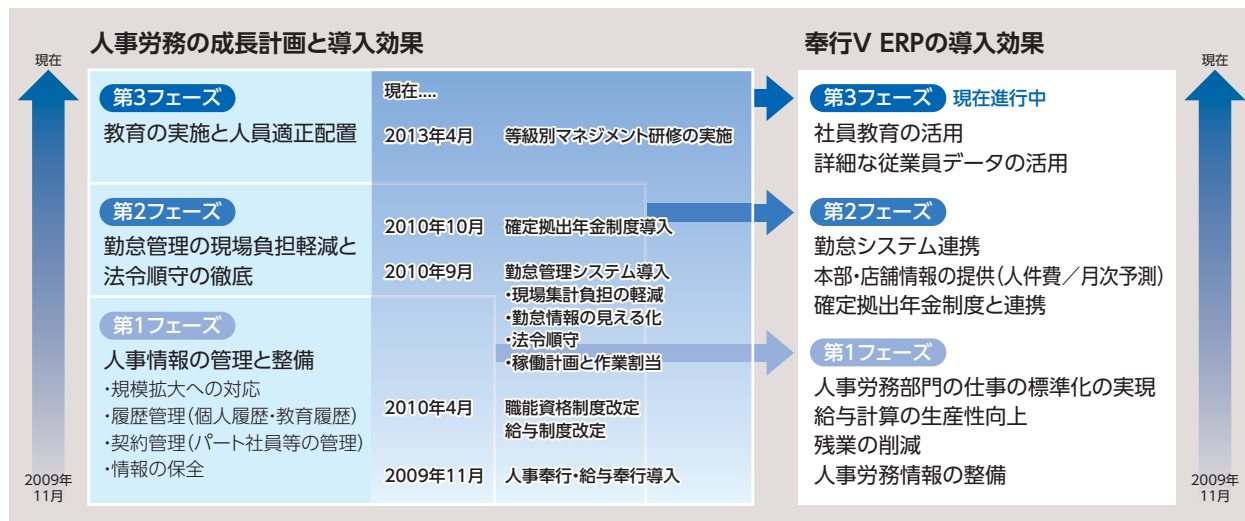 人事労務の成長計画と導入効果
現在
第3フェーズ
教育の実施と人員適正配置
第2フェーズ
勤怠管理の現場負担軽減と
法令順守の徹底
第1フェーズ
人事情報の管理と整備
・規模拡大への対応
・履歴管理（個人履歴・教育履歴）
・契約管理（パート社員等の管理）
・情報の保全
2009年
11月
現在....
2013年4月 等級別マネジメント研修の実施
2010年10月 確定拠出年金制度導入
2010年9月 勤怠管理システム導入
・現場集計負担の軽減
・勤怠情報の見える化
・法令順守
・稼働計画と作業割当
2010年4月 職能資格制度改定
給与制度改定
2009年11月 人事奉行・給与奉行導入
奉行V ERPの導入効果
現在
第3フェーズ 現在進行中
社員教育の活用
詳細な従業員データの活用
第2フェーズ
勤怠システム連携
本部・店舗情報の提供（人件費／月次予測）
確定拠出年金制度と連携
第1フェーズ
人事労務部門の仕事の標準化の実現
給与計算の生産性向上
残業の削減
人事労務情報の整備
2009年
11月